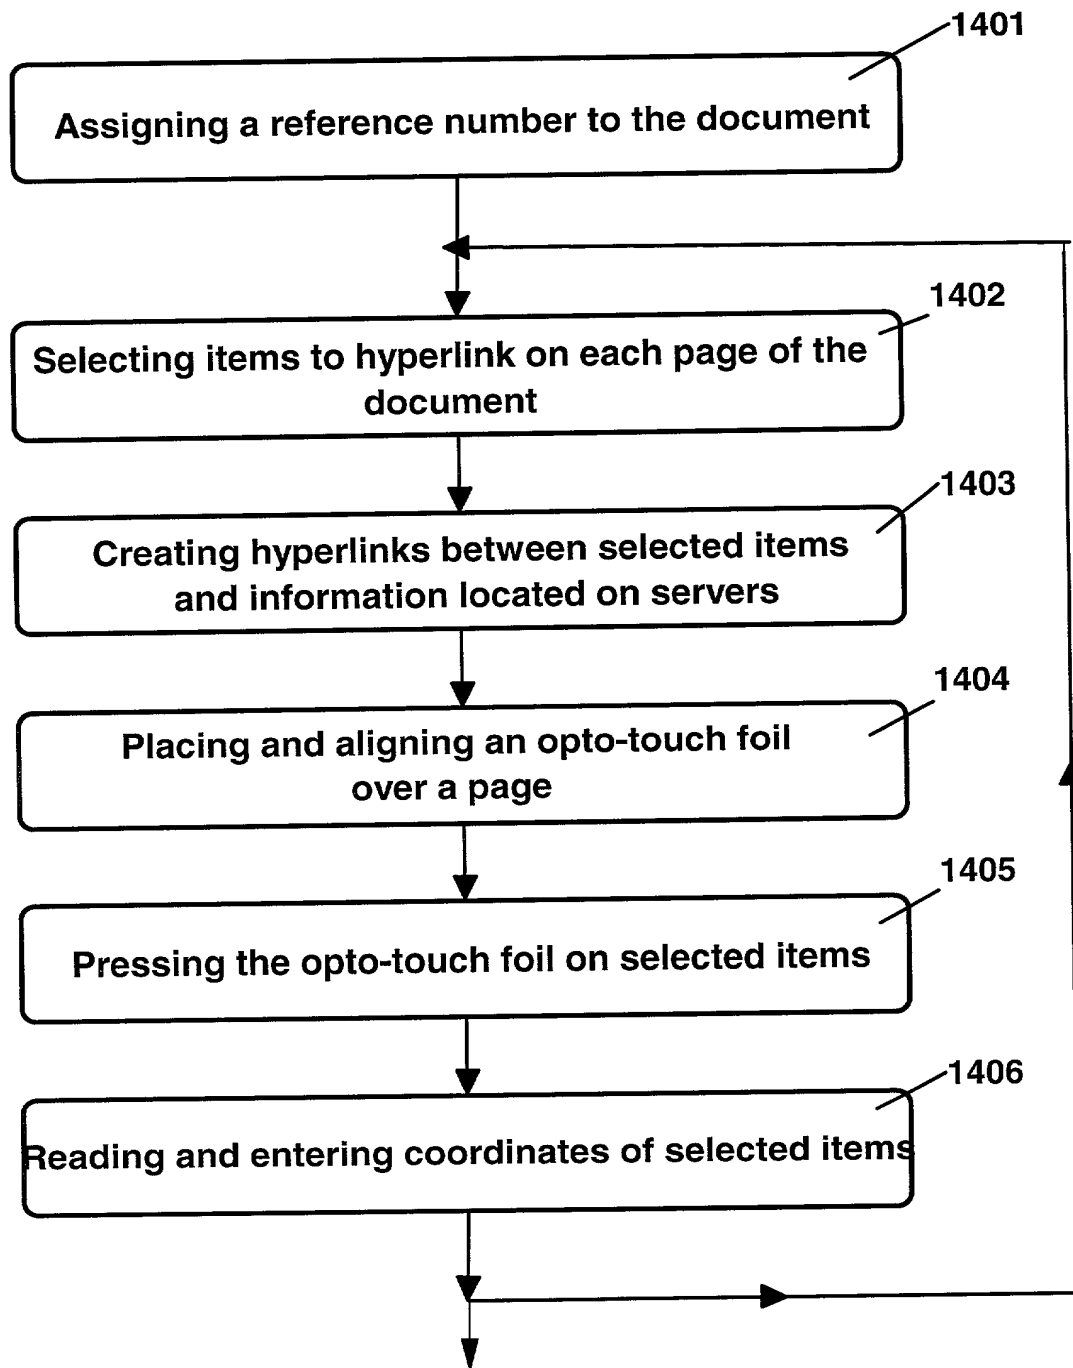 1401
Assigning a reference number to the document
1402
Selecting items to hyperlink on each page of the
document
1403
Creating hyperlinks between selected items
and information located on servers
1404
Placing and aligning an opto-touch foil
over a page
1405
Pressing the opto-touch foil on selected items
1406
Reading and entering coordinates of selected items